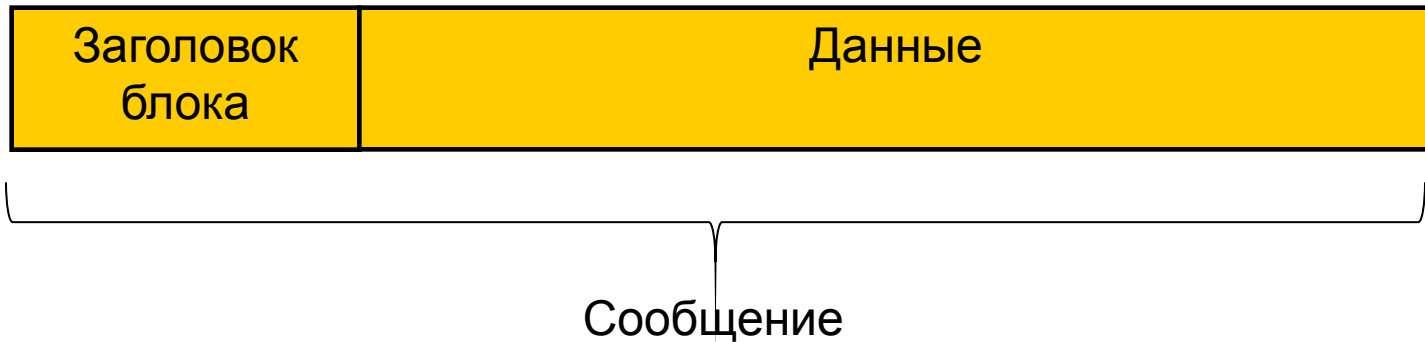 Заголовок
блока
Данные
Сообщение